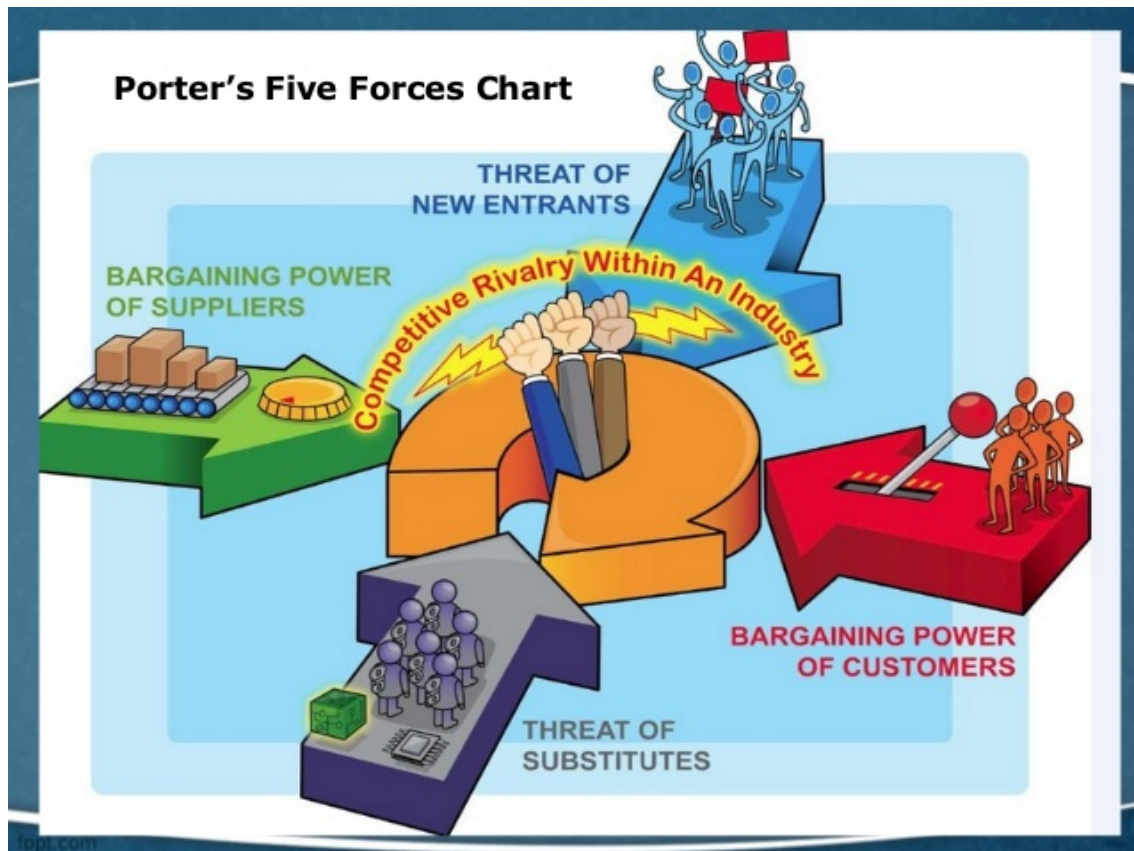 Porter’s Five Forces Chart
THREAT OF
NEW ENTRANTS
BARGAINING POWER
OF SUPPLIERS
Competitive Rivalry Within An Industry
BARGAINING POWER
OF CUSTOMERS
THREAT OF
SUBSTITUTES
fppt.com